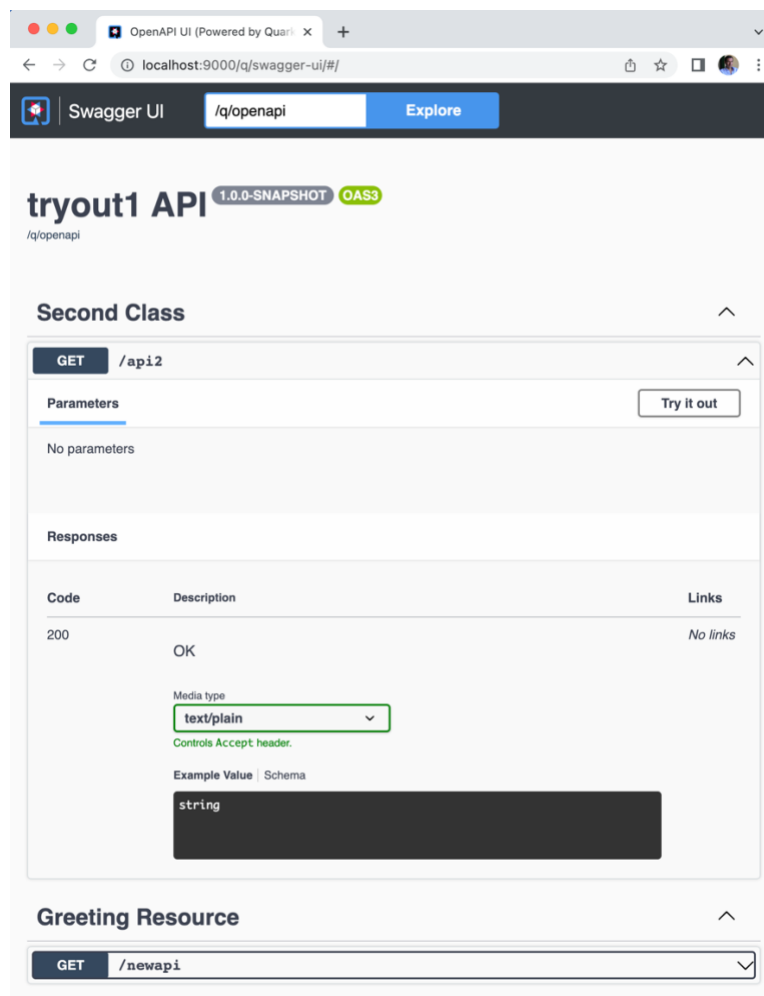 OpenAPI UI (Powered by Quark
localhost:9000/q/swagger-ui/#/
Swagger UI /q/openapi Explore
tryout1 API 1.0.0-SNAPSHOT OAS3
/q/openapi
Second Class
GET /api2
Parameters Try it out
No parameters
Responses
Code Description Links
200 No links
OK
Media type
text/plain
Controls Accept header.
Example Value Schema
string
Greeting Resource
GET /newapi